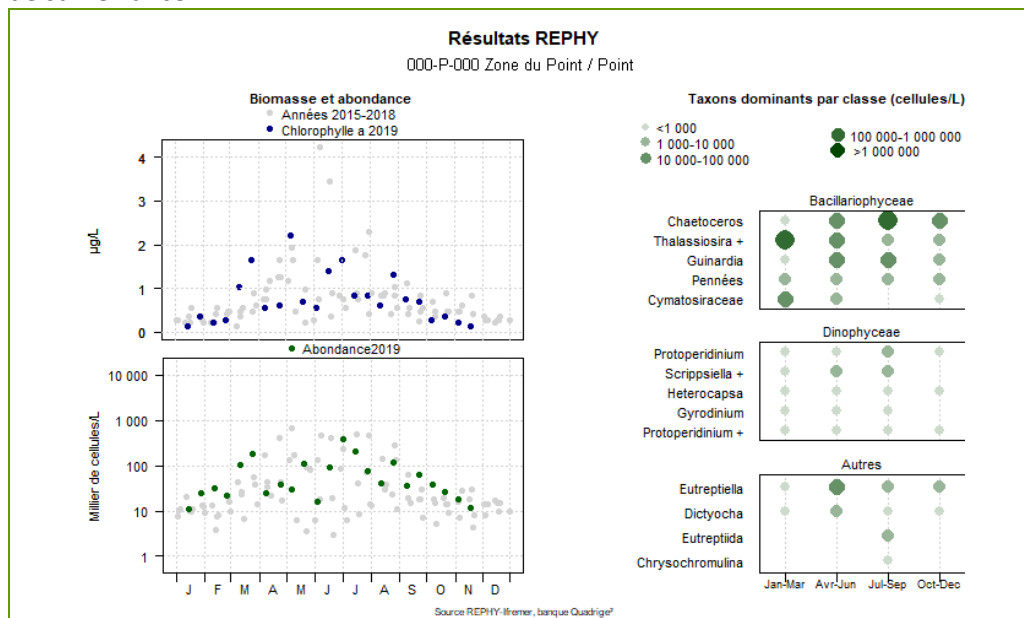 Résultats REPHY
000-P-000 Zone du Point / Point
Biomasse et abondance
Années 2015-2018
Chlorophylle a 2019
µg/L
4
3
2
1
0
Abondance2019
Millier de cellules/L
10 000
1 000
100
10
1
J F M A M J J A S O N D
Taxons dominants par classe (cellules/L)
<1 000
1 000-10 000
10 000-100 000
100 000-1 000 000
>1 000 000
Bacillariophyceae
Chaetoceros
Thalassiosira +
Guinardia
Pennées
Cymatosiraceae
Dinophyceae
Protoperidinium
Scrippsiella +
Heterocapsa
Gyrodinium
Protoperidinium +
Autres
Eutreptiella
Dictyocha
Eutreptiida
Chrysochromulina
Jan-Mar Avr-Jun Jul-Sep Oct-Dec
Source REPHY-Ifremer, banque Quadrige²